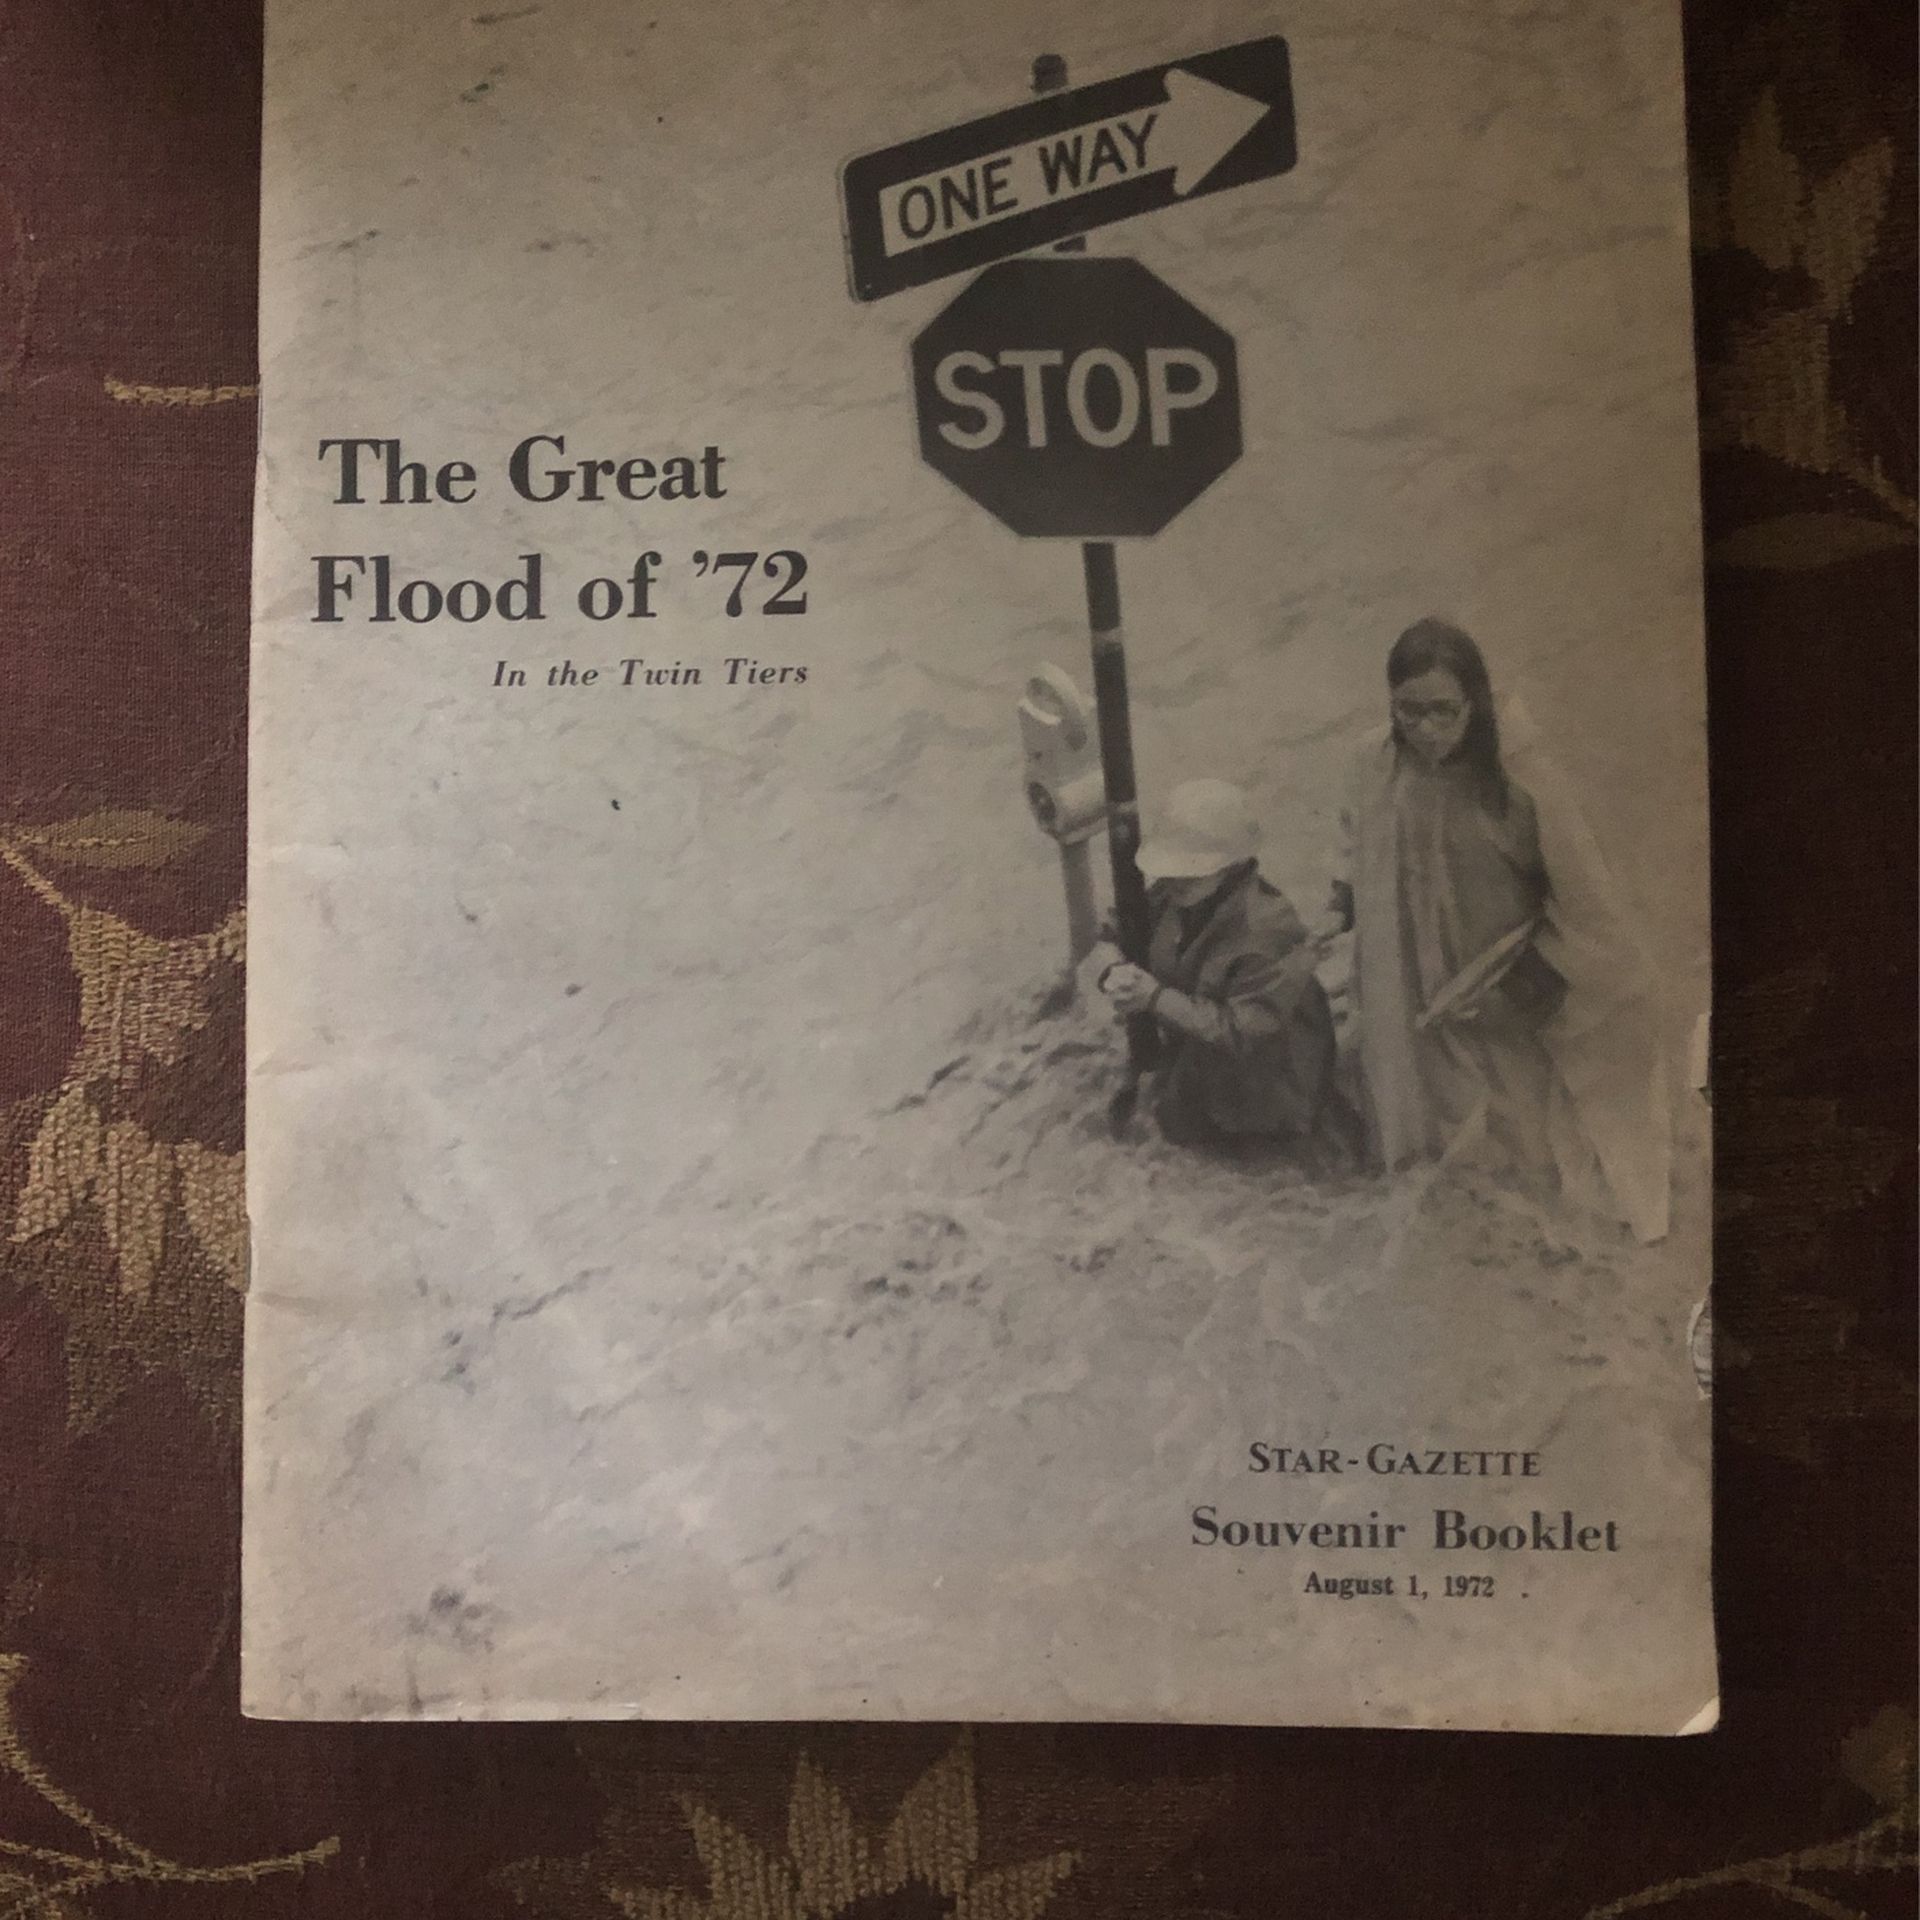 ONE WAY
STOP
The Great
Flood of ’72
In the Twin Tiers
STAR-GAZETTE
Souvenir Booklet
August 1, 1972